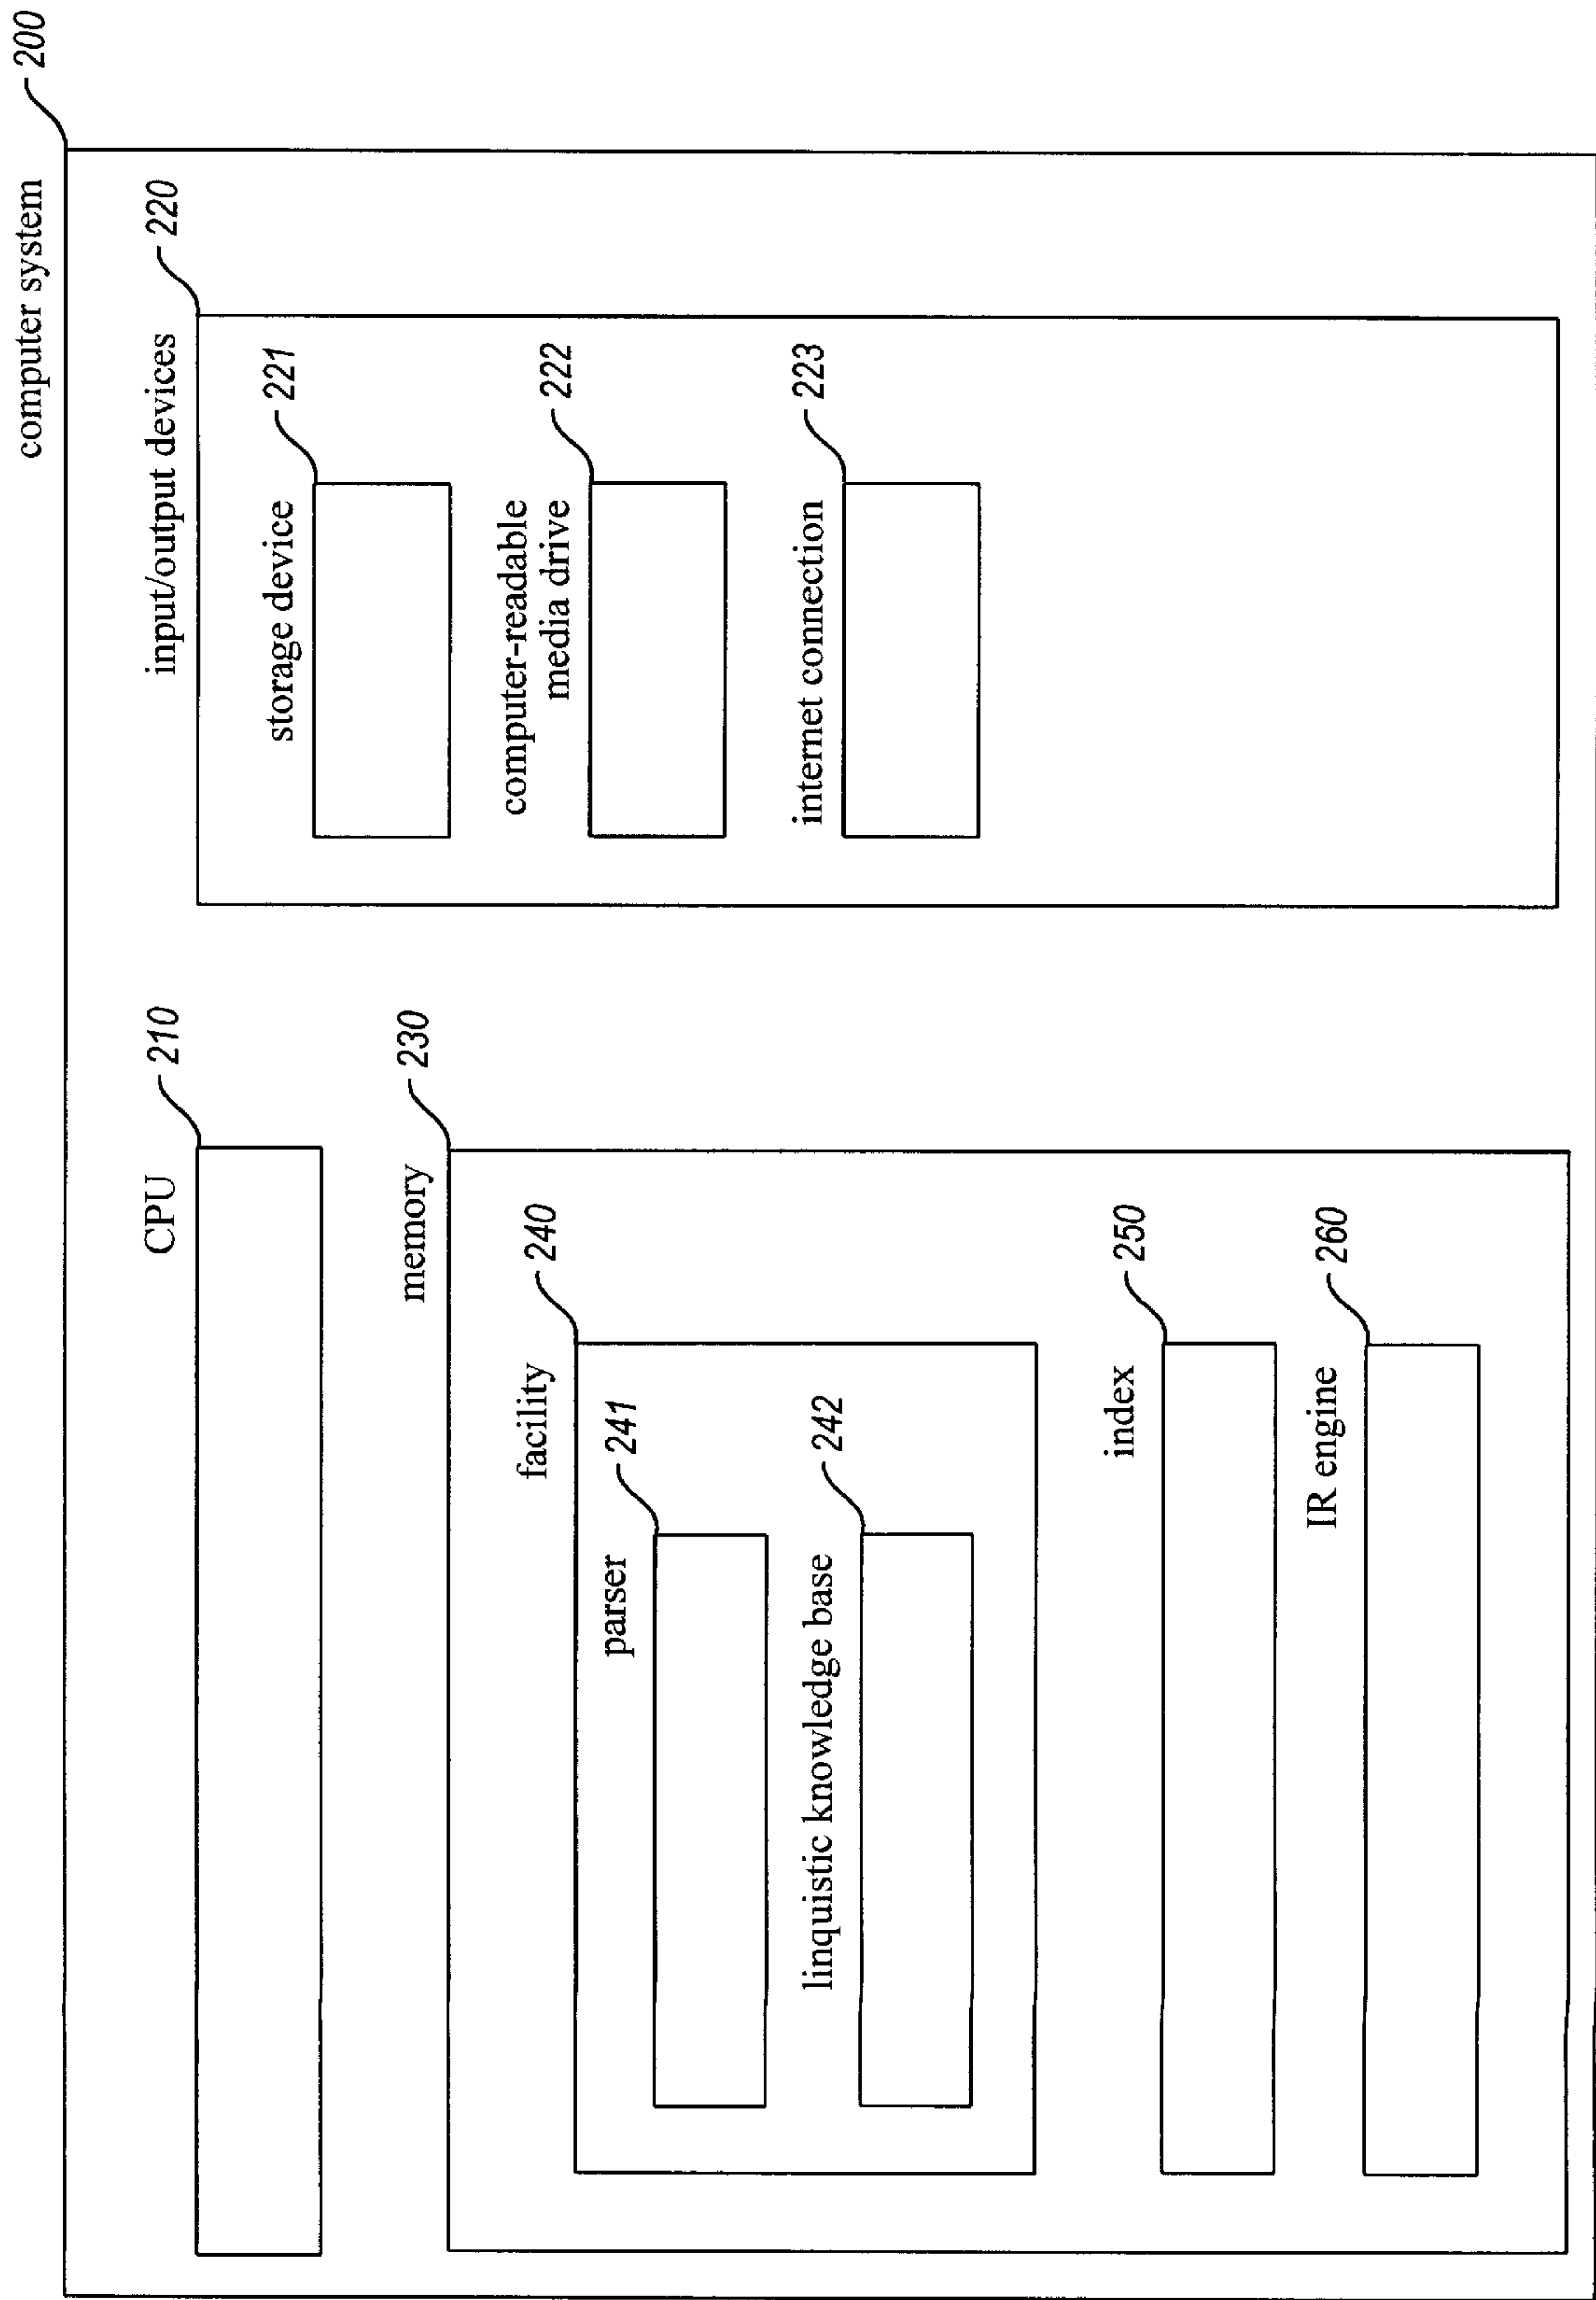 computer system 200
CPU 210
input/output devices 220
memory 230
storage device 221
facility 240
computer-readable
media drive 222
parser 241
internet connection 223
linquistic knowledge base 242
index 250
IR engine 260